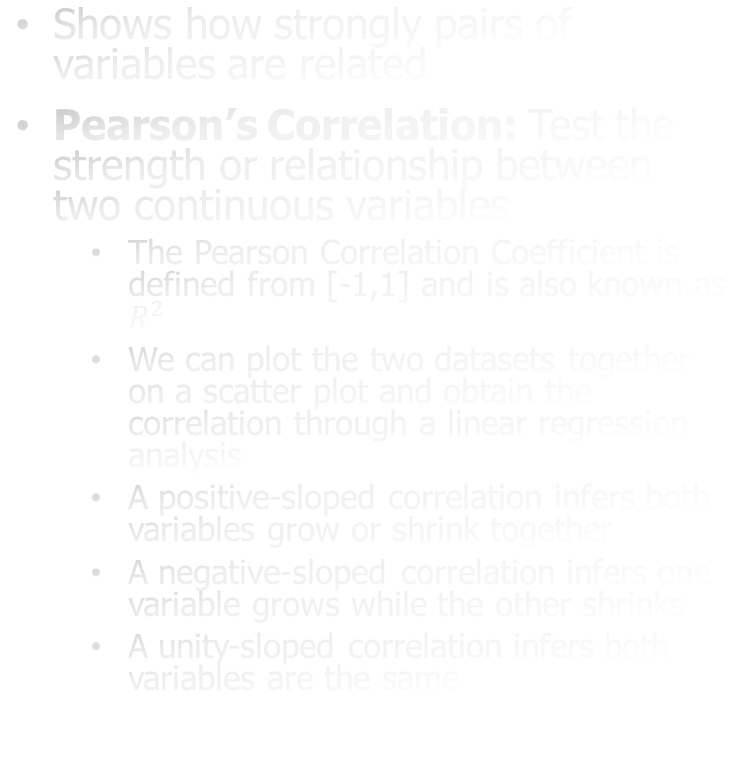 • Shows how strongly pairs of
variables are related
• Pearson’s Correlation: Test the
strength or relationship between
two continuous variables
• The Pearson Correlation Coefficient is
defined from [-1,1] and is also known as
R²
• We can plot the two datasets together
on a scatter plot and obtain the
correlation through a linear regression
analysis
• A positive-sloped correlation infers both
variables grow or shrink together
• A negative-sloped correlation infers one
variable grows while the other shrinks
• A unity-sloped correlation infers both
variables are the same